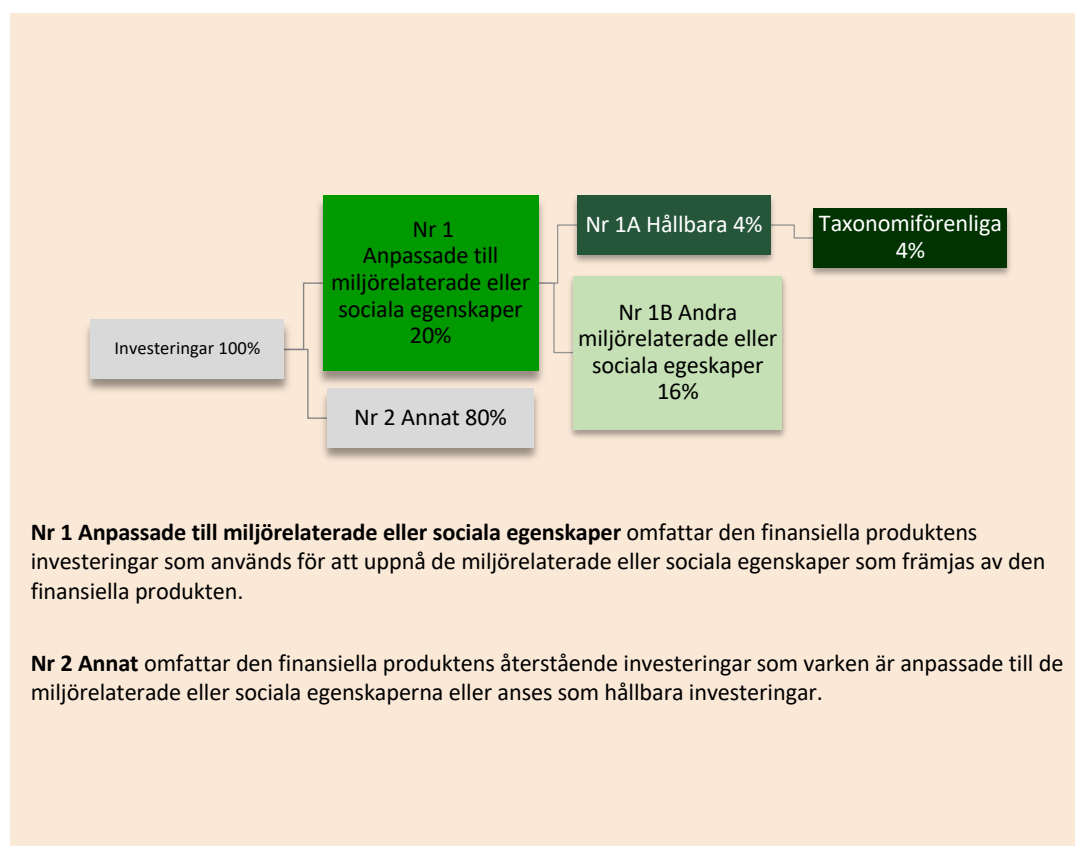 Investeringar 100%
Nr 1
Anpassade till
miljörelaterade eller
sociala egenskaper
20%
Nr 2 Annat 80%
Nr 1A Hållbara 4%
Nr 1B Andra
miljörelaterade eller
sociala egeskaper
16%
Taxonomiförenliga
4%
Nr 1 Anpassade till miljörelaterade eller sociala egenskaper omfattar den finansiella produktens
investeringar som används för att uppnå de miljörelaterade eller sociala egenskaper som främjas av den
finansiella produkten.
Nr 2 Annat omfattar den finansiella produktens återstående investeringar som varken är anpassade till de
miljörelaterade eller sociala egenskaperna eller anses som hållbara investeringar.